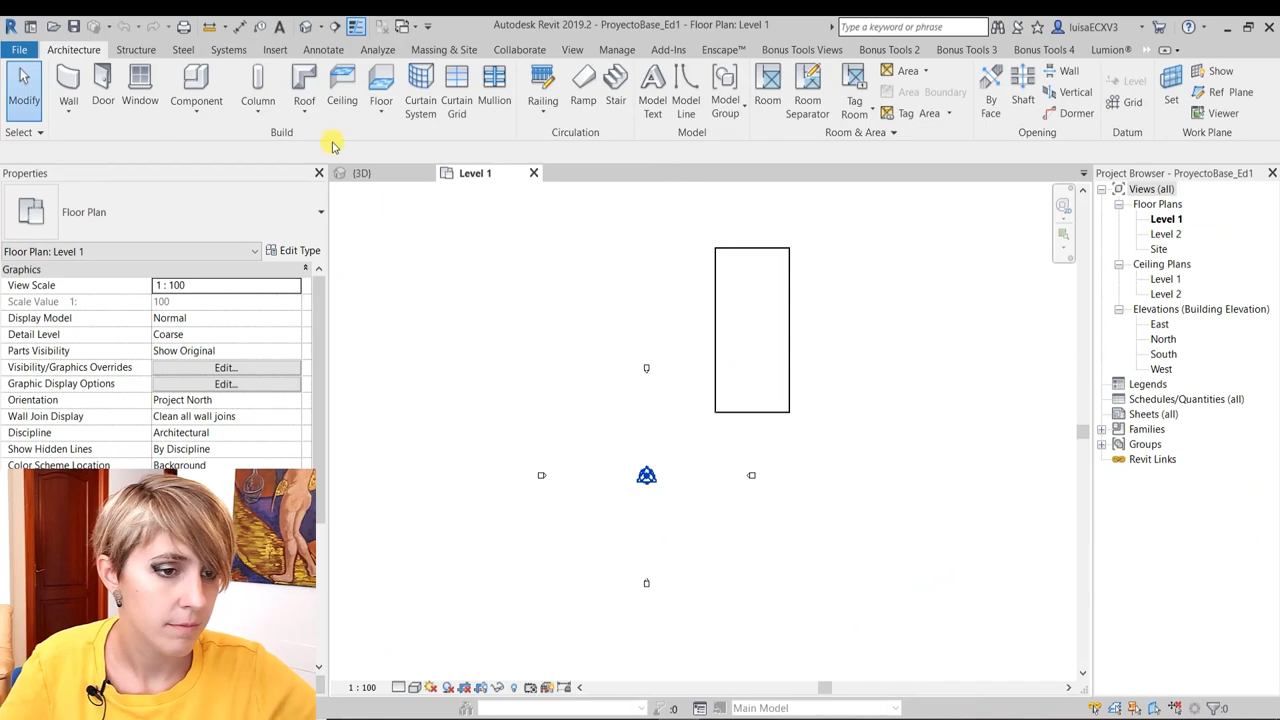 Autodesk Revit 2019.2 - ProyectoBase_Ed1 - Floor Plan: Level 1
Type a keyword or phrase
luisaECXV3
File Architecture Structure Steel Systems Insert Annotate Analyze Massing & Site Collaborate View Manage Add-Ins Enscape™ Bonus Tools Views Bonus Tools 2 Bonus Tools 3 Bonus Tools 4 Lumion®
Modify Wall Door Window Component Column Roof Ceiling Floor Curtain System Curtain Grid Mullion Railing Ramp Stair Model Text Model Line Model Group Room Room Separator Tag Room
Area
Area Boundary
Tag Area
By Face Shaft
Wall
Vertical
Dormer
Level
Grid
Set
Show
Ref Plane
Viewer
Select Build Circulation Model Room & Area Opening Datum Work Plane
Properties
{3D} Level 1
Project Browser - ProyectoBase_Ed1
Floor Plan
Floor Plan: Level 1 Edit Type
Graphics
View Scale 1 : 100
Scale Value 1: 100
Display Model Normal
Detail Level Coarse
Parts Visibility Show Original
Visibility/Graphics Overrides Edit...
Graphic Display Options Edit...
Orientation Project North
Wall Join Display Clean all wall joins
Discipline Architectural
Show Hidden Lines By Discipline
Color Scheme Location Background
Views (all)
Floor Plans
Level 1
Level 2
Site
Ceiling Plans
Level 1
Level 2
Elevations (Building Elevation)
East
North
South
West
Legends
Schedules/Quantities (all)
Sheets (all)
Families
Groups
Revit Links
1 : 100
:0 Main Model :0